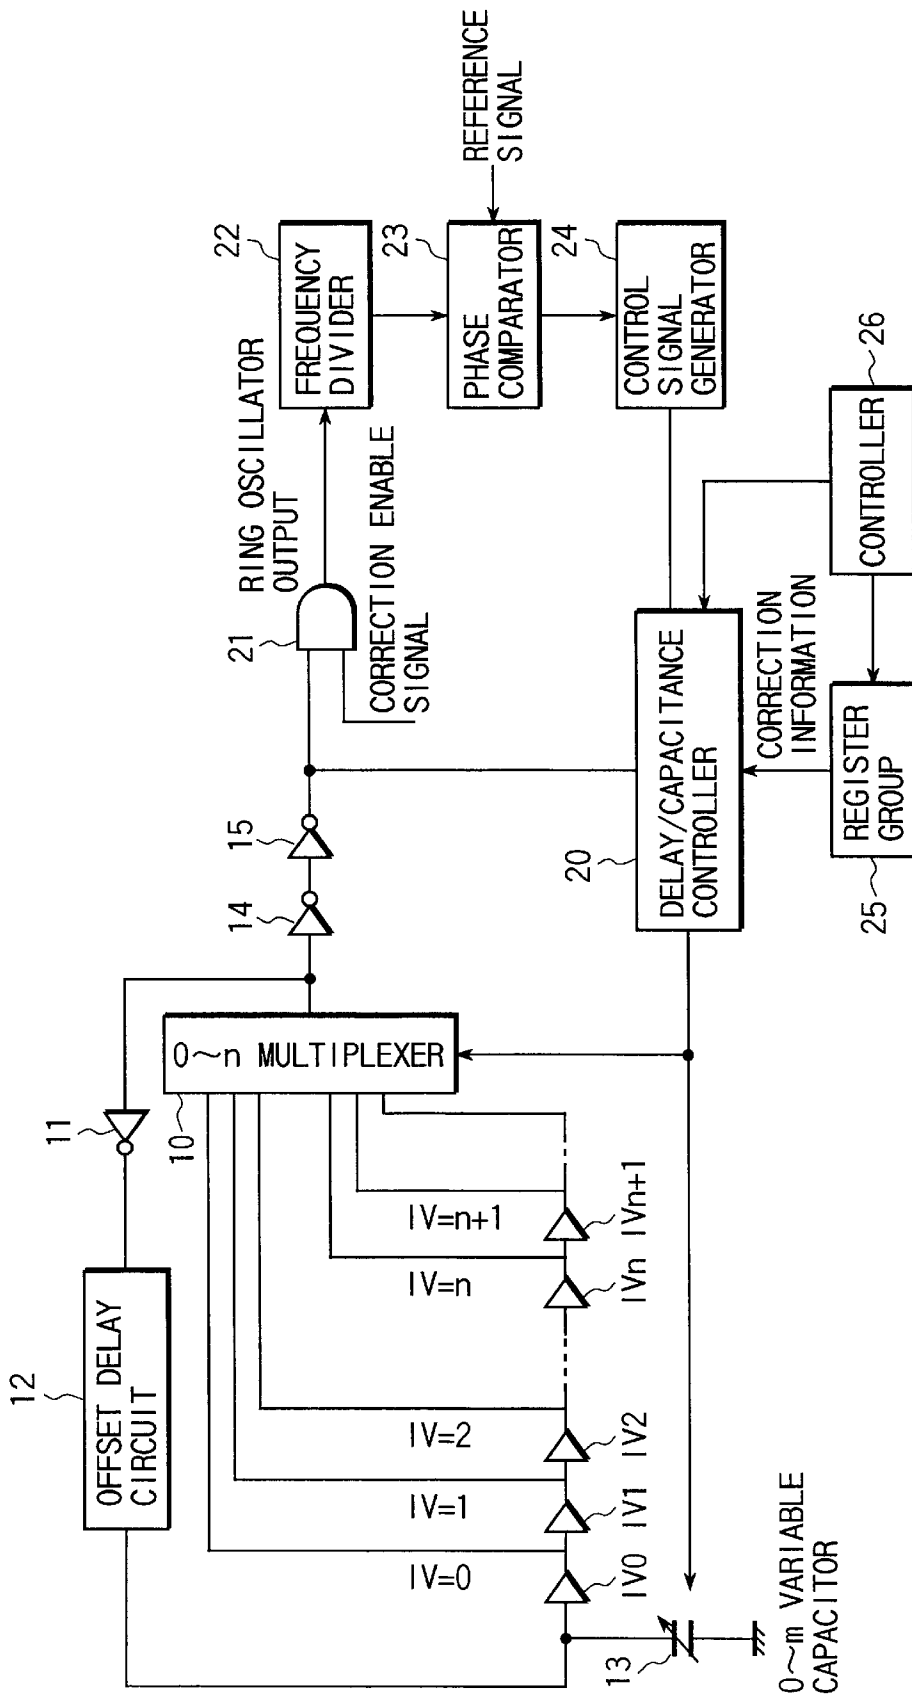 12
OFFSET DELAY
CIRCUIT
11
10
0~n MULTIPLEXER
14
15
IV=0
IV=1
IV=2
IV=n
IV=n+1
IV0
IV1
IV2
IVn
IVn+1
13
0~m VARIABLE
CAPACITOR
21
RING OSCILLATOR
OUTPUT
CORRECTION ENABLE
SIGNAL
22
FREQUENCY
DIVIDER
23
PHASE
COMPARATOR
REFERENCE
SIGNAL
24
CONTROL
SIGNAL
GENERATOR
20
DELAY/CAPACITANCE
CONTROLLER
CORRECTION
INFORMATION
25
REGISTER
GROUP
26
CONTROLLER